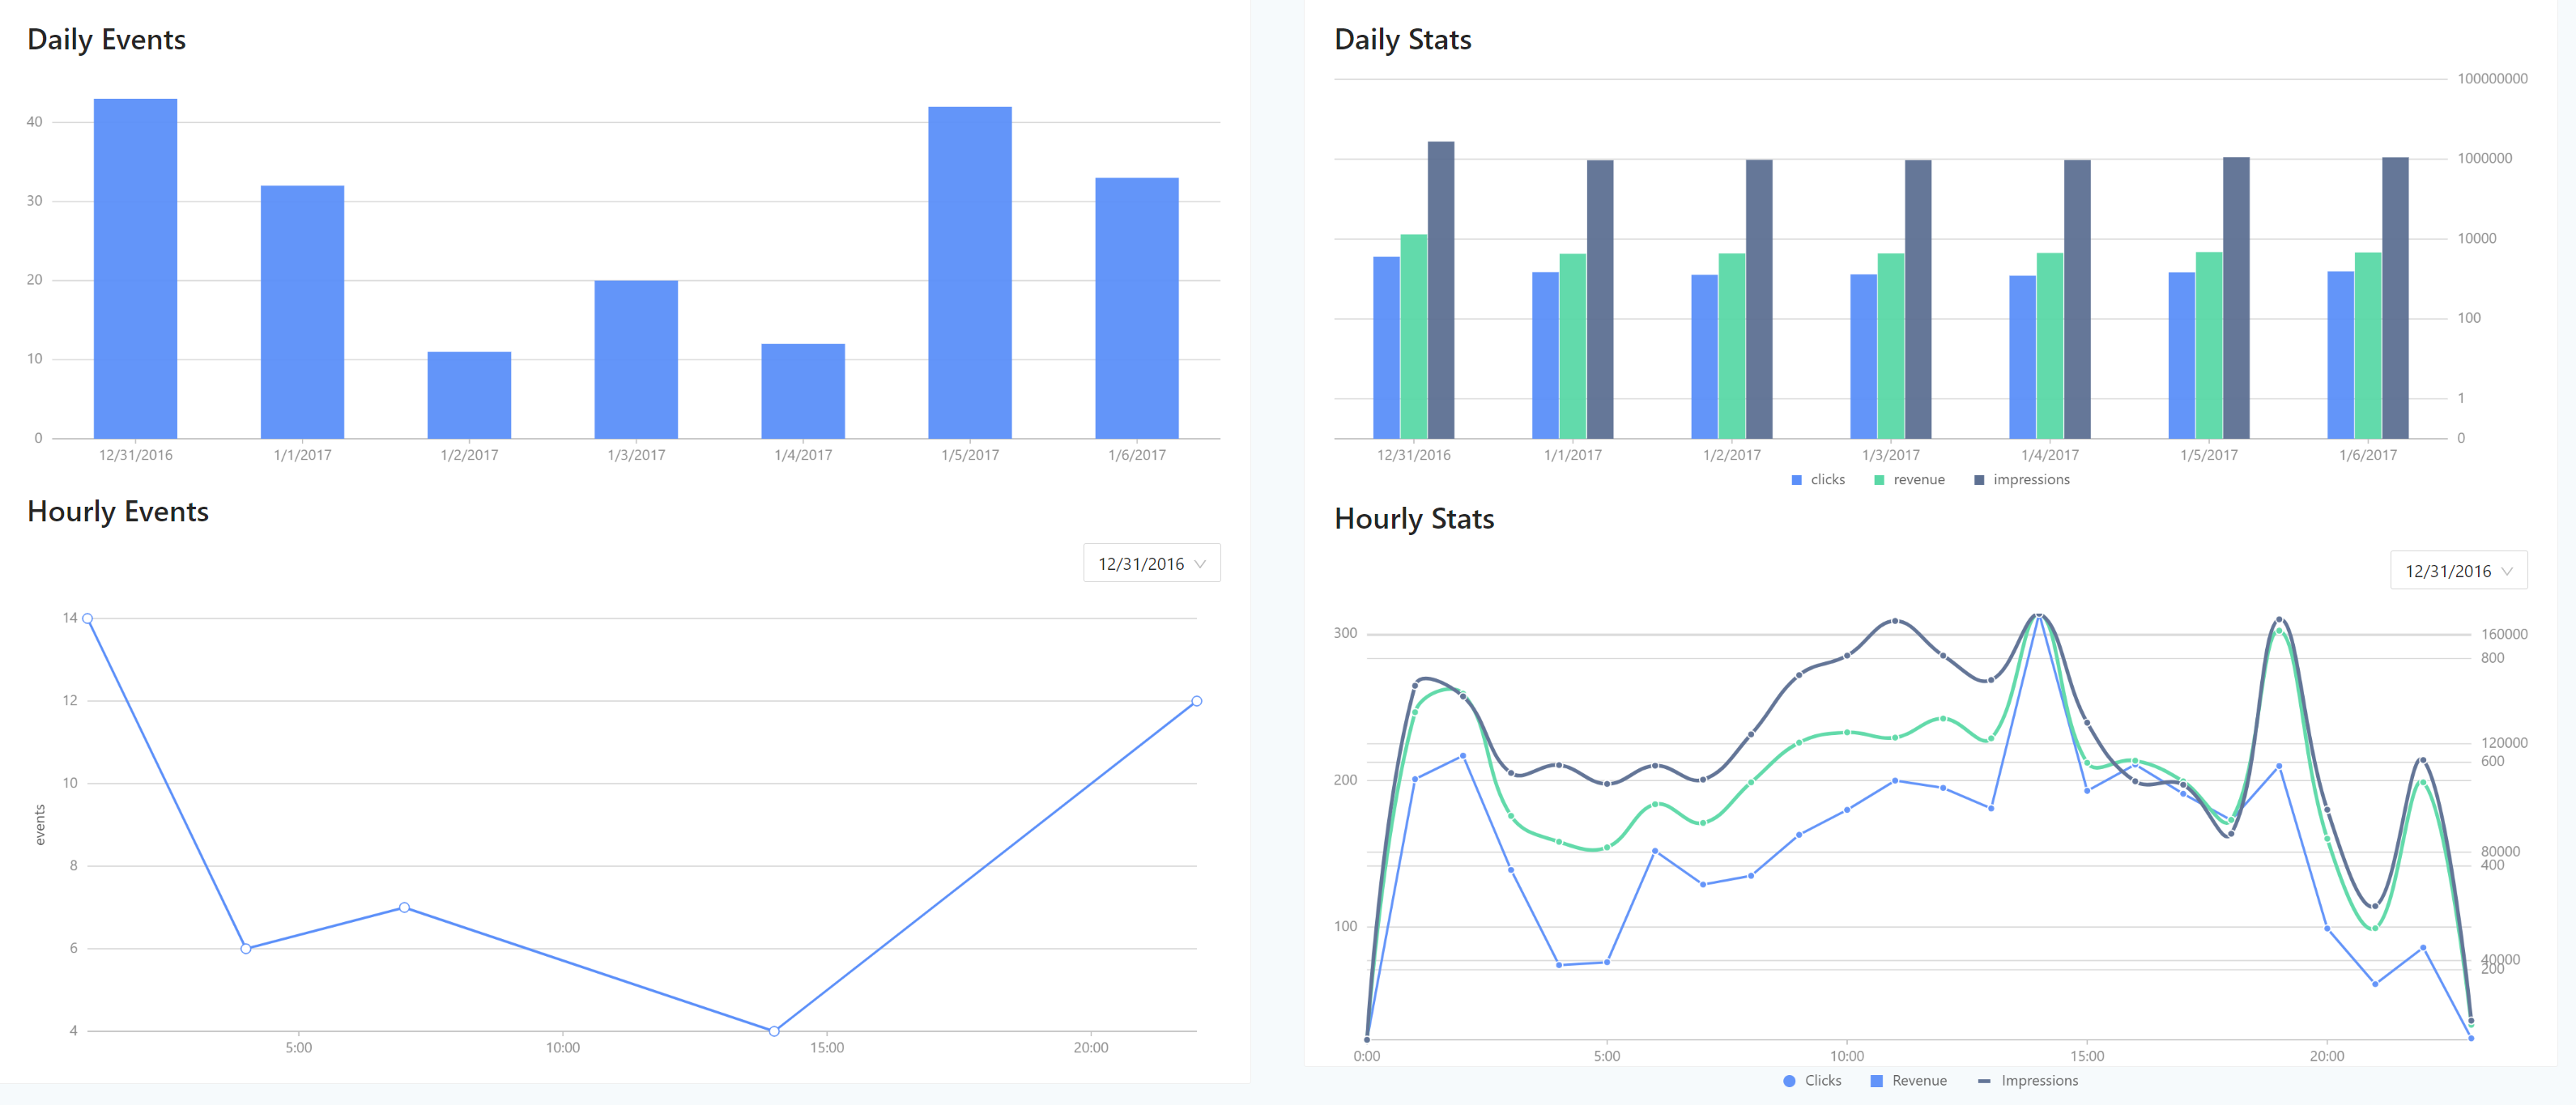 Daily Events
40
30
20
10
0
12/31/2016 1/1/2017 1/2/2017 1/3/2017 1/4/2017 1/5/2017 1/6/2017
Hourly Events
12/31/2016
14
12
10
8
6
4
events
5:00 10:00 15:00 20:00
Daily Stats
100000000
1000000
10000
100
1
0
12/31/2016 1/1/2017 1/2/2017 1/3/2017 1/4/2017 1/5/2017 1/6/2017
clicks revenue impressions
Hourly Stats
12/31/2016
300
200
100
160000
800
120000
600
80000
400
40000
200
0:00 5:00 10:00 15:00 20:00
Clicks Revenue Impressions